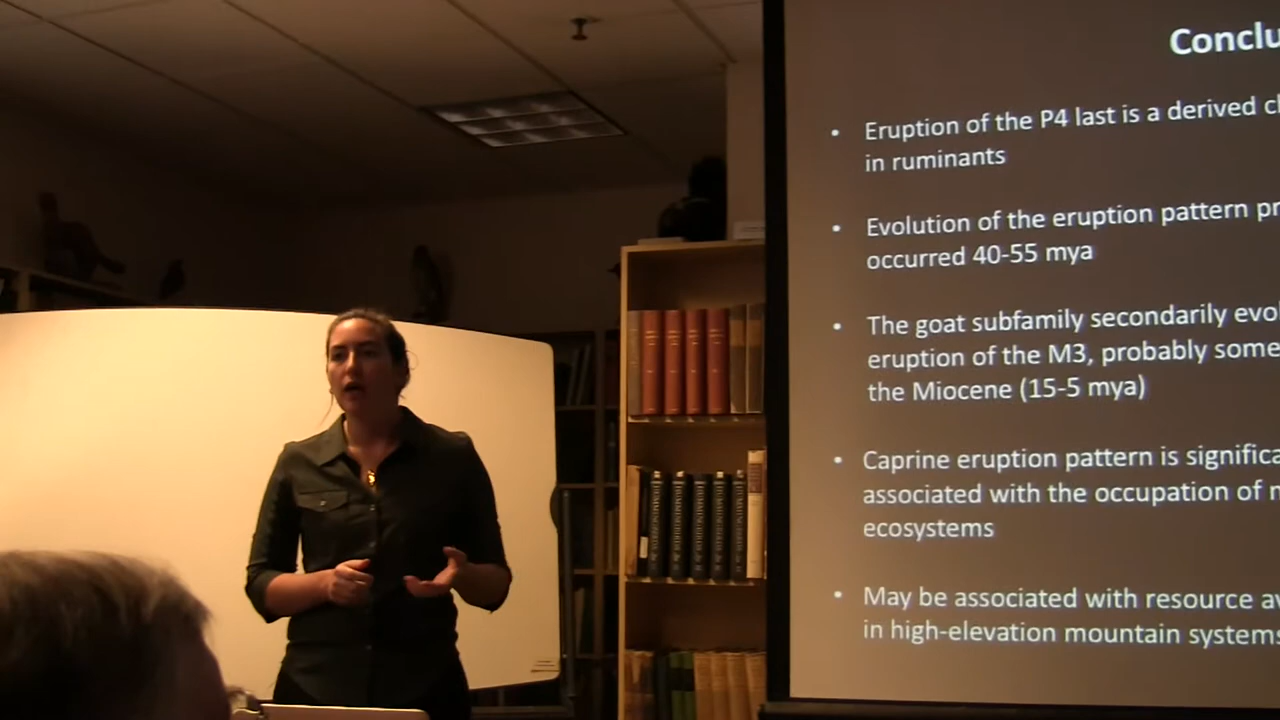 Conclu
• Eruption of the P4 last is a derived c
in ruminants
• Evolution of the eruption pattern pr
occurred 40-55 mya
• The goat subfamily secondarily evo
eruption of the M3, probably some
the Miocene (15-5 mya)
• Caprine eruption pattern is significa
associated with the occupation of
ecosystems
• May be associated with resource av
in high-elevation mountain systems